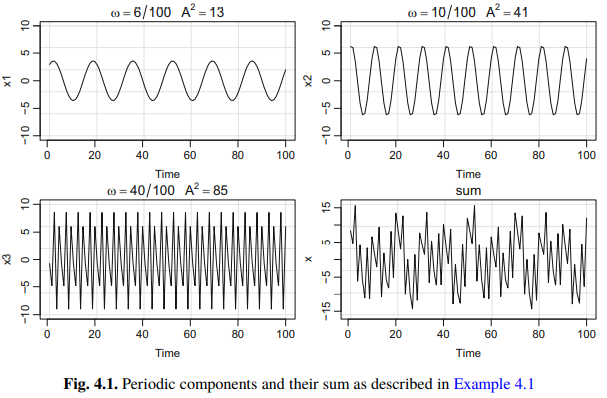 ω = 6/100 A² = 13
ω = 10/100 A² = 41
x1
10
5
0
−5
−10
0 20 40 60 80 100
Time
x2
10
5
0
−5
−10
0 20 40 60 80 100
Time
ω = 40/100 A² = 85
sum
x3
10
5
0
−5
−10
0 20 40 60 80 100
Time
x
15
5
−5
−15
0 20 40 60 80 100
Time
Fig. 4.1. Periodic components and their sum as described in Example 4.1